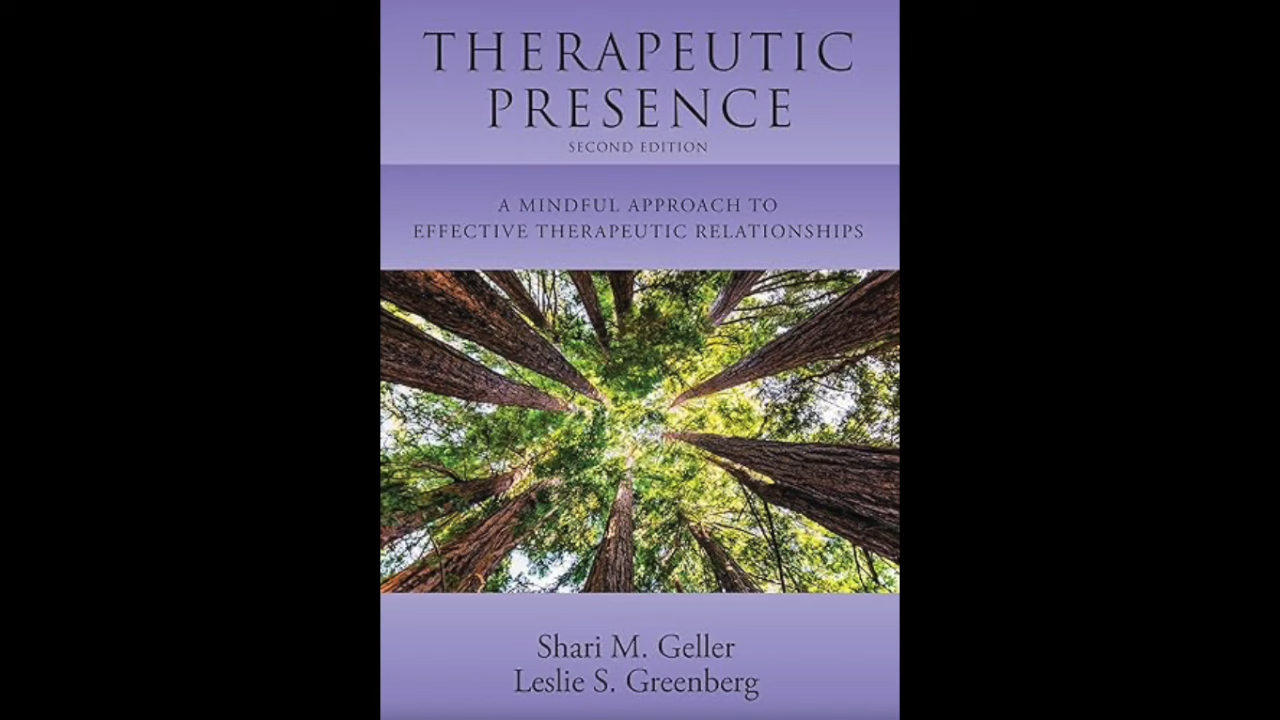 THERAPEUTIC
PRESENCE
SECOND EDITION
A MINDFUL APPROACH TO
EFFECTIVE THERAPEUTIC RELATIONSHIPS
Shari M. Geller
Leslie S. Greenberg